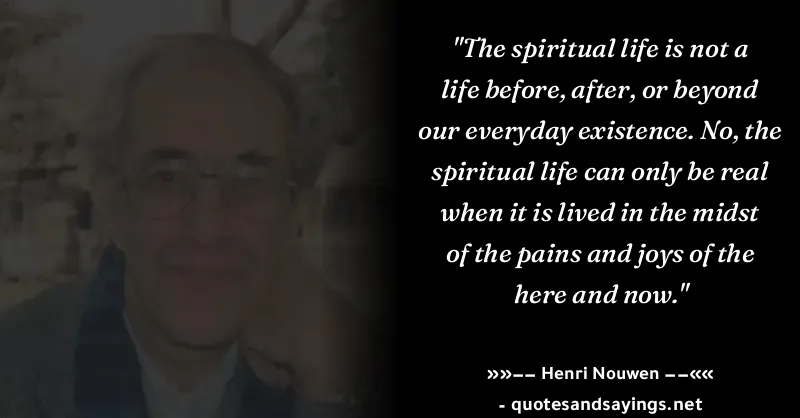 "The spiritual life is not a
life before, after, or beyond
our everyday existence. No, the
spiritual life can only be real
when it is lived in the midst
of the pains and joys of the
here and now."
»»−− Henri Nouwen −−««
- quotesandsayings.net